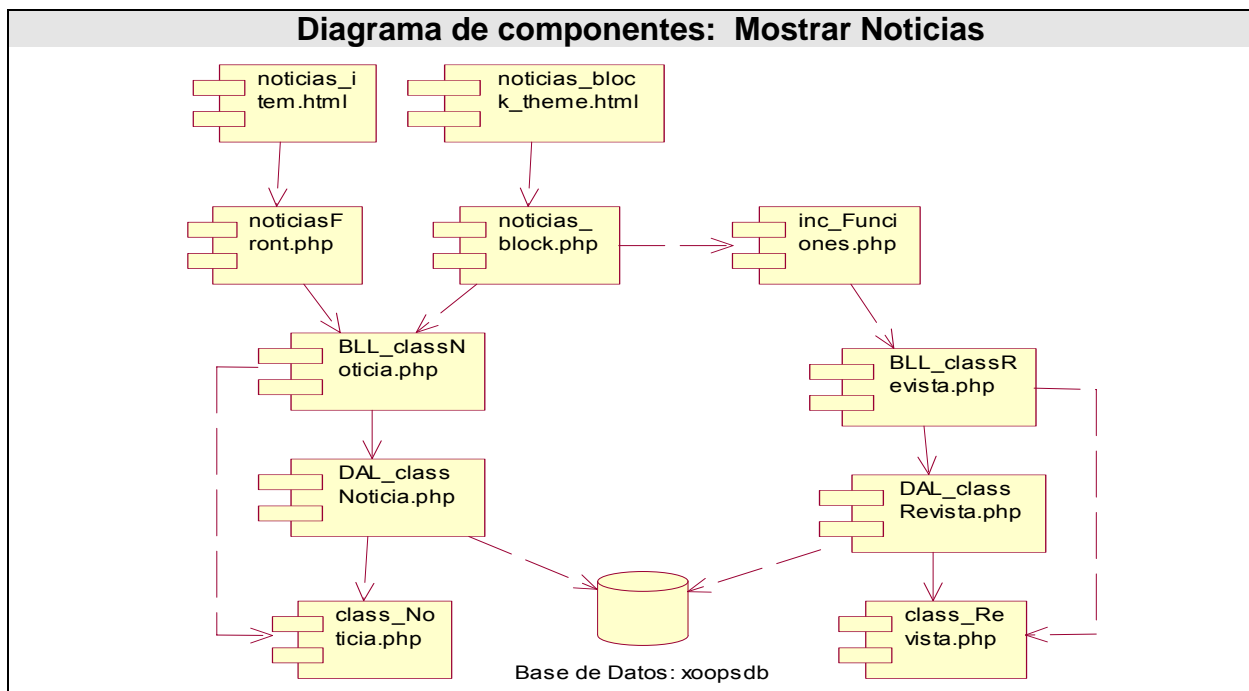 Diagrama de componentes:  Mostrar Noticias
noticias_i
tem.html
noticias_bloc
k_theme.html
noticiasF
ront.php
noticias_
block.php
inc_Funci
ones.php
BLL_classN
oticia.php
BLL_classR
evista.php
DAL_class
Noticia.php
DAL_class
Revista.php
class_No
ticia.php
class_Re
vista.php
Base de Datos: xoopsdb